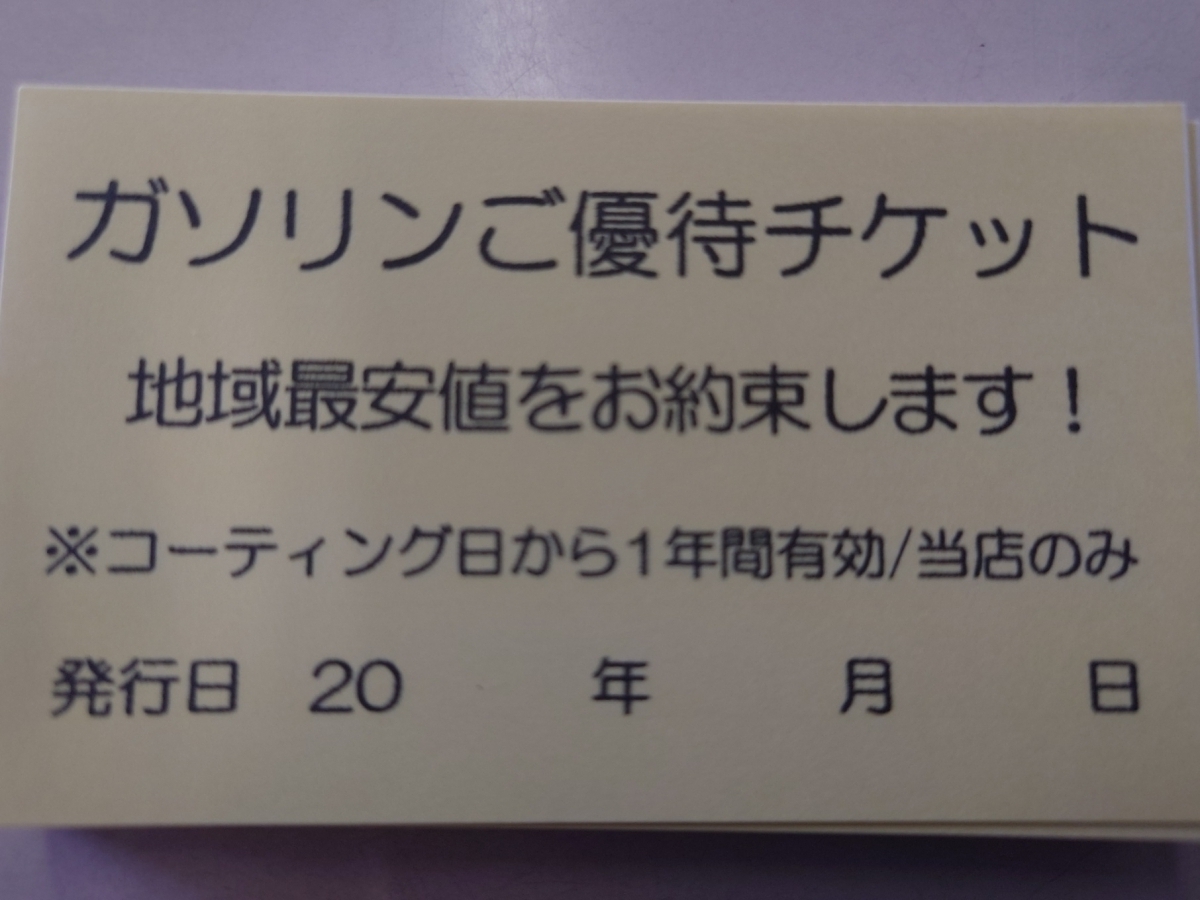 ガソリンご優待チケット
地域最安値をお約束します！
※コーティング日から1年間有効/当店のみ
発行日 20 年 月 日